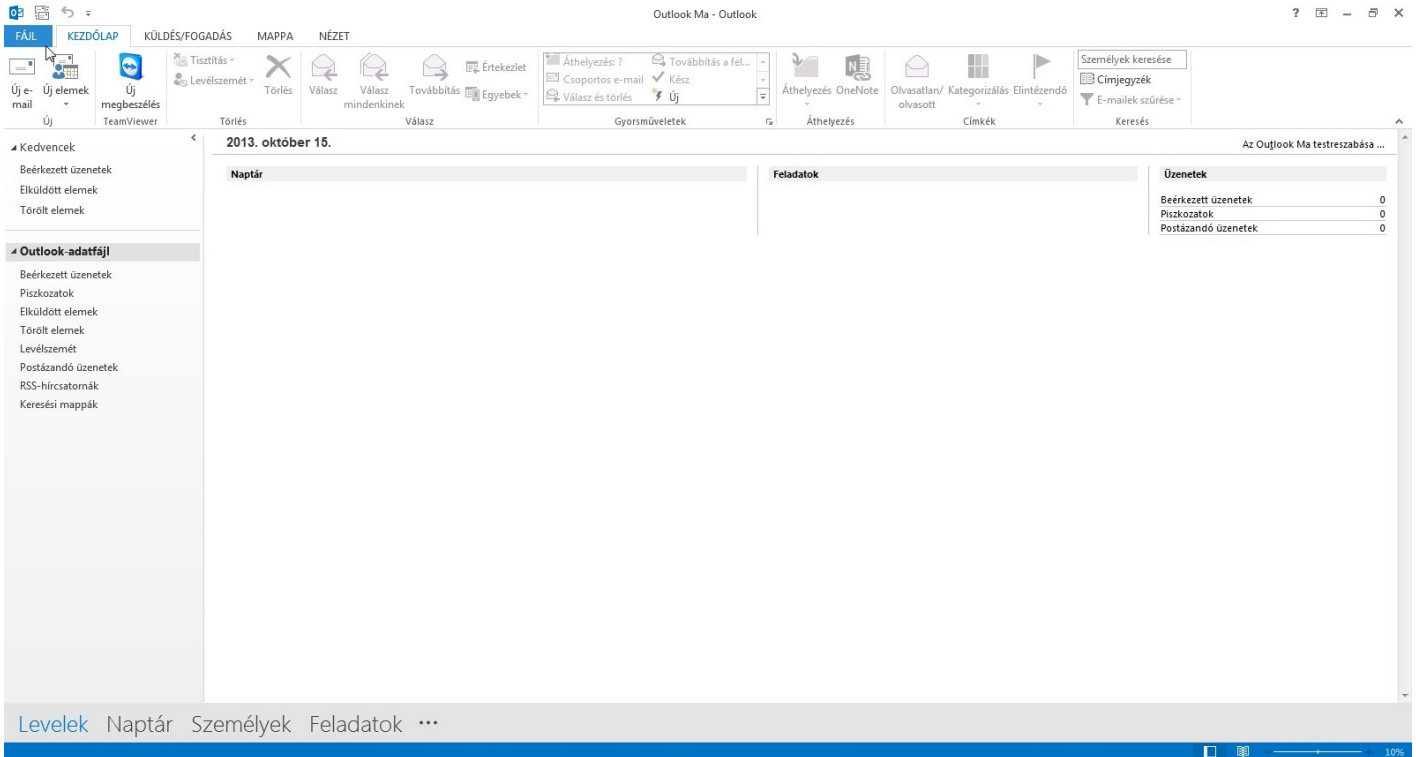 Outlook Ma - Outlook
FÁJL KEZDŐLAP KÜLDÉS/FOGADÁS MAPPA NÉZET
Új e-mail
Új elemek
Új megbeszélés
Tisztítás
Levélszemét
Törlés
Válasz
Válasz mindenkinek
Továbbítás
Értekezlet
Egyebek
Áthelyezés: ?
Csoportos e-mail
Válasz és törlés
Továbbítás a fel...
Kész
Új
Áthelyezés
OneNote
Olvasatlan/olvasott
Kategorizálás
Elintézendő
Személyek keresése
Címjegyzék
E-mailek szűrése
Új TeamViewer Törlés Válasz Gyorsműveletek Áthelyezés Címkék Keresés
Kedvencek
Beérkezett üzenetek
Elküldött elemek
Törölt elemek
Outlook-adatfájl
Beérkezett üzenetek
Piszkozatok
Elküldött elemek
Törölt elemek
Levélszemét
Postázandó üzenetek
RSS-hírcsatornák
Keresési mappák
2013. október 15.
Az Outlook Ma testreszabása ...
Naptár
Feladatok
Üzenetek
Beérkezett üzenetek 0
Piszkozatok 0
Postázandó üzenetek 0
Levelek Naptár Személyek Feladatok ···
10%